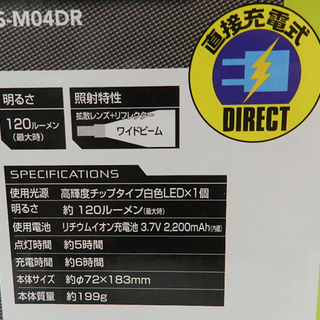 S-M04DR
直接充電式
DIRECT
明るさ
120ルーメン
(最大時)
照射特性
拡散レンズ+リフレクター
ワイドビーム
SPECIFICATIONS
使用光源 高輝度チップタイプ白色LED×1個
明るさ 約120ルーメン(最大時)
使用電池 リチウムイオン充電池 3.7V 2,200mAh(内蔵)
点灯時間 約5時間
充電時間 約6時間
本体サイズ 約φ72×183mm
本体質量 約199g